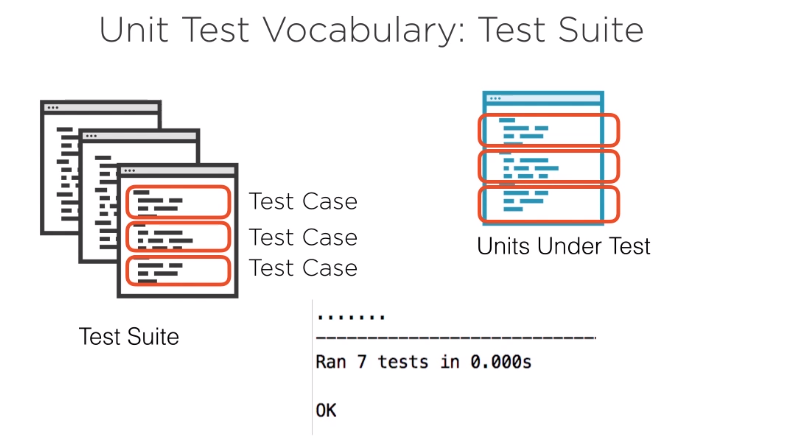 Unit Test Vocabulary: Test Suite
Test Case
Test Case
Test Case
Test Suite
Units Under Test
.......
----------------------------
Ran 7 tests in 0.000s
OK